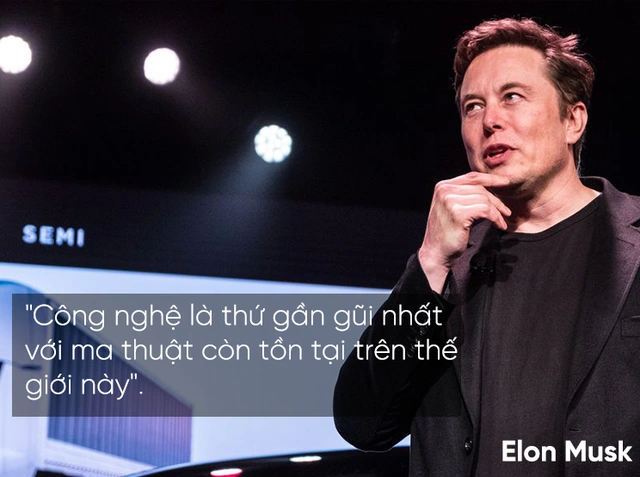 SEMI
"Công nghệ là thứ gần gũi nhất
với ma thuật còn tồn tại trên thế
giới này".
Elon Musk